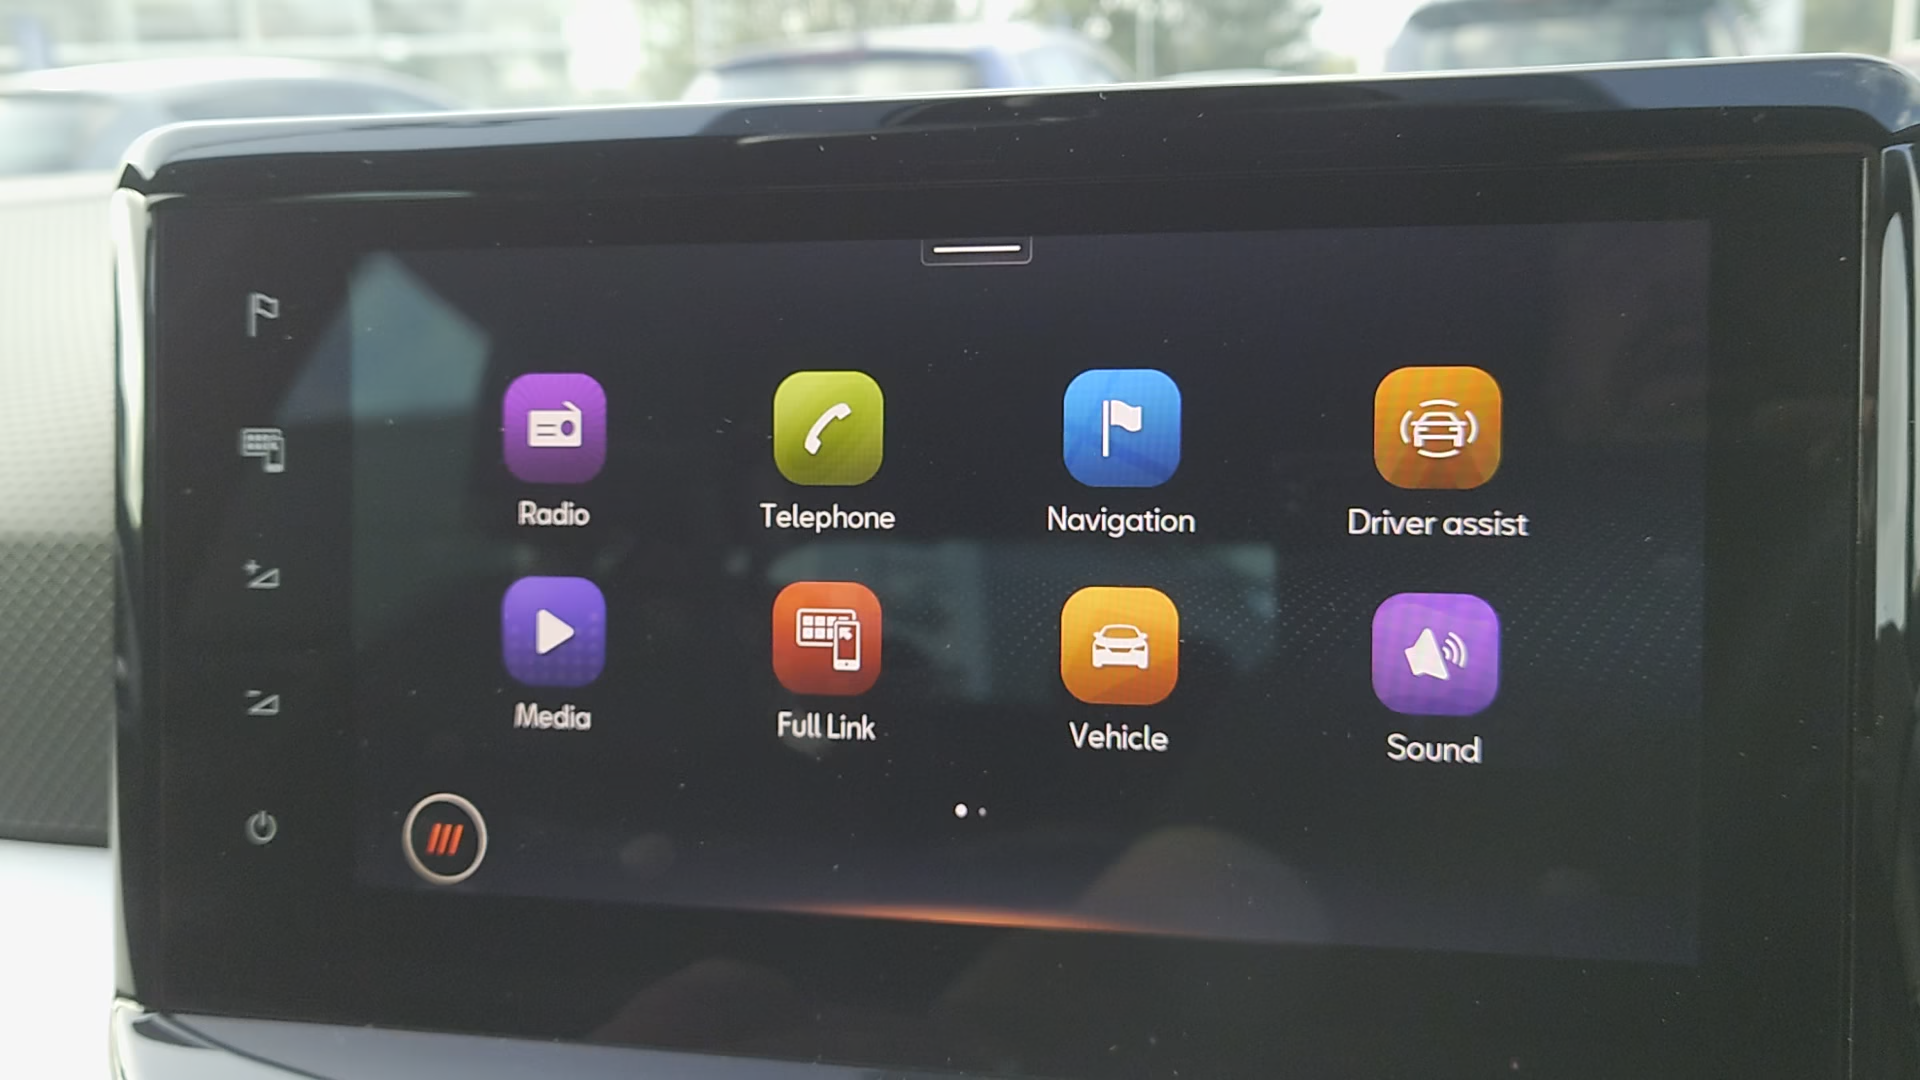 Radio
Telephone
Navigation
Driver assist
Media
Full Link
Vehicle
Sound